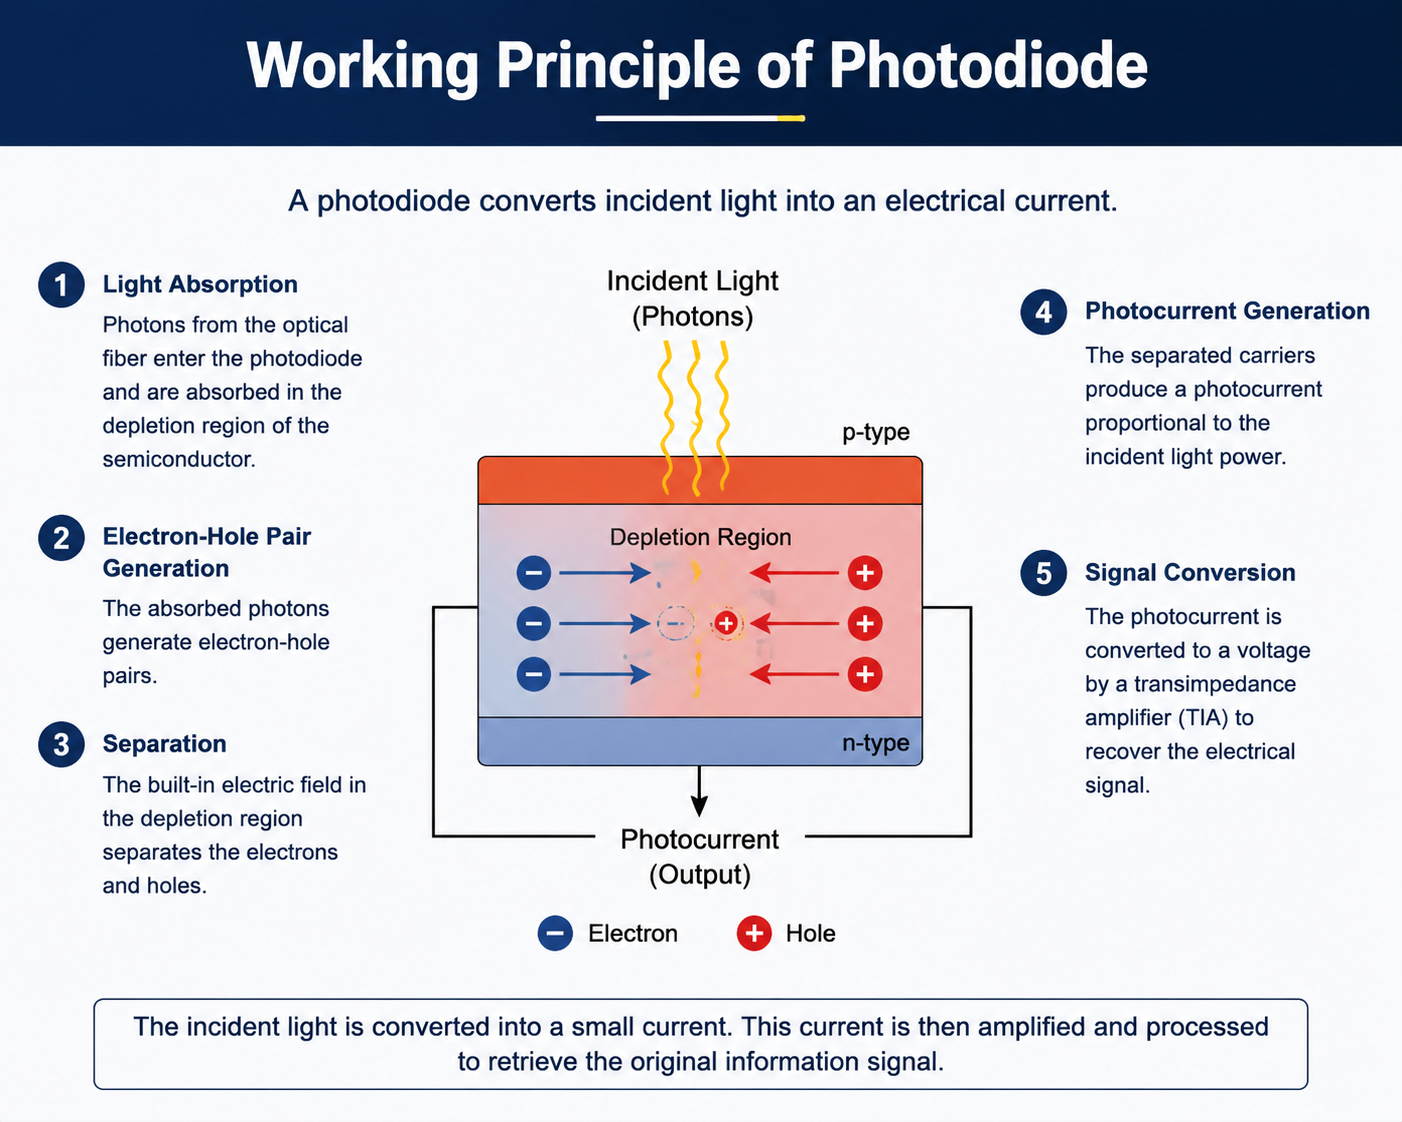 Working Principle of Photodiode
A photodiode converts incident light into an electrical current.
1
Light Absorption
Photons from the optical
fiber enter the photodiode
and are absorbed in the
depletion region of the
semiconductor.
2
Electron-Hole Pair
Generation
The absorbed photons
generate electron-hole
pairs.
3
Separation
The built-in electric field in
the depletion region
separates the electrons
and holes.
Incident Light
(Photons)
p-type
Depletion Region
− +
− − + +
− +
n-type
Photocurrent
(Output)
− Electron + Hole
4
Photocurrent Generation
The separated carriers
produce a photocurrent
proportional to the
incident light power.
5
Signal Conversion
The photocurrent is
converted to a voltage
by a transimpedance
amplifier (TIA) to
recover the electrical
signal.
The incident light is converted into a small current. This current is then amplified and processed
to retrieve the original information signal.